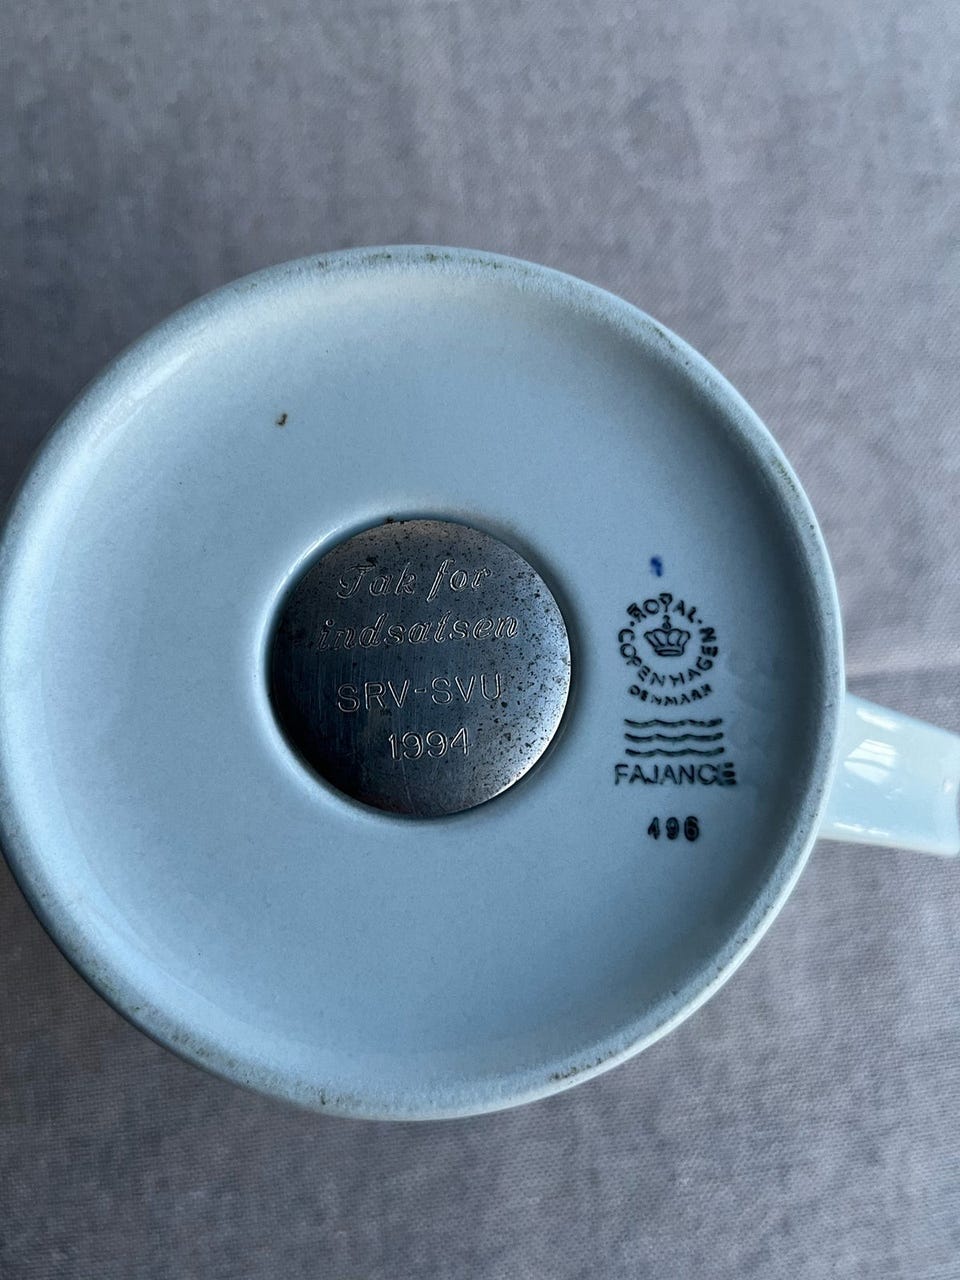 Tak for
indsatsen
SRV-SVU
1994
ROYAL
COPENHAGEN
DENMARK
FAJANCE
496